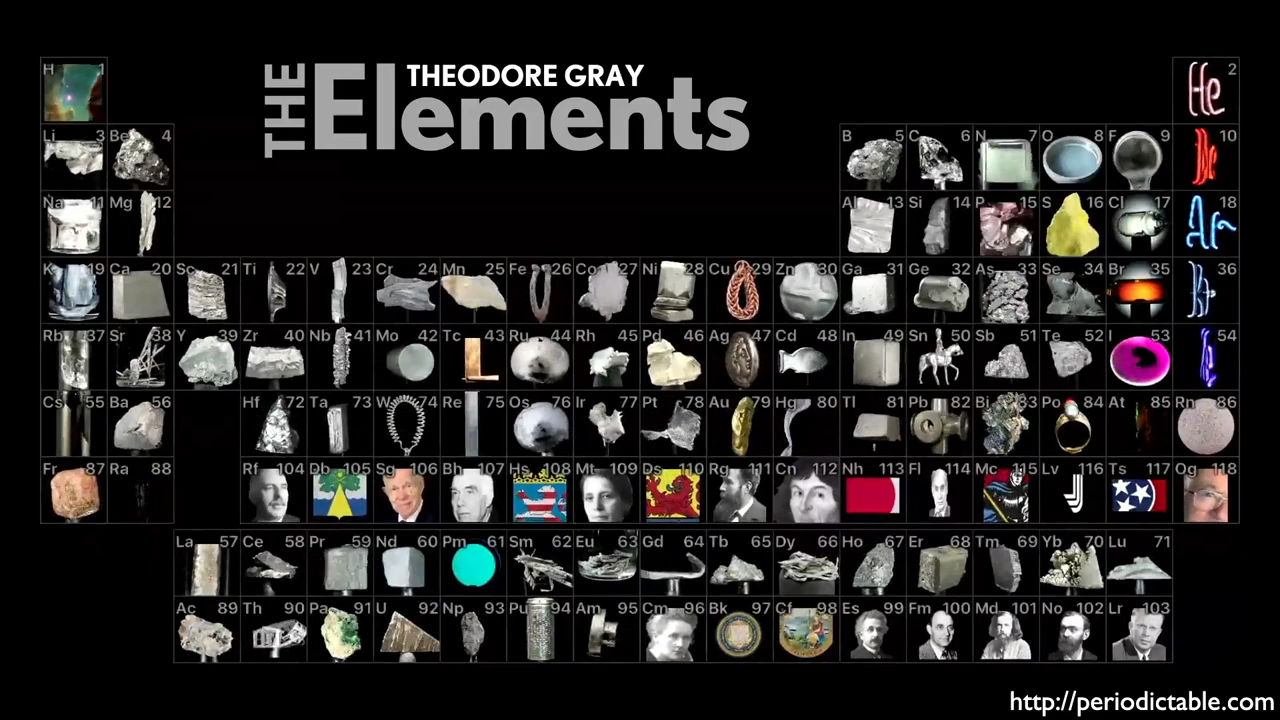 THEODORE GRAY
THE Elements
H 1 He 2
Li 3 Be 4 B 5 C 6 N 7 O 8 F 9 10
Na 11 Mg 12 Al 13 Si 14 P 15 S 16 Cl 17 Ar 18
K 19 Ca 20 Sc 21 Ti 22 V 23 Cr 24 Mn 25 Fe 26 Co 27 Ni 28 Cu 29 Zn 30 Ga 31 Ge 32 As 33 Se 34 Br 35 36
Rb 37 Sr 38 Y 39 Zr 40 Nb 41 Mo 42 Tc 43 Ru 44 Rh 45 Pd 46 Ag 47 Cd 48 In 49 Sn 50 Sb 51 Te 52 I 53 54
Cs 55 Ba 56 Hf 72 Ta 73 W 74 Re 75 Os 76 Ir 77 Pt 78 Au 79 Hg 80 Tl 81 Pb 82 Bi 83 Po 84 At 85 Rn 86
Fr 87 Ra 88 Rf 104 Db 105 Sg 106 Bh 107 Hs 108 Mt 109 Ds 110 Rg 111 Cn 112 Nh 113 Fl 114 Mc 115 Lv 116 Ts 117 Og 118
La 57 Ce 58 Pr 59 Nd 60 Pm 61 Sm 62 Eu 63 Gd 64 Tb 65 Dy 66 Ho 67 Er 68 Tm 69 Yb 70 Lu 71
Ac 89 Th 90 Pa 91 U 92 Np 93 Pu 94 Am 95 Cm 96 Bk 97 Cf 98 Es 99 Fm 100 Md 101 No 102 Lr 103
http://periodictable.com